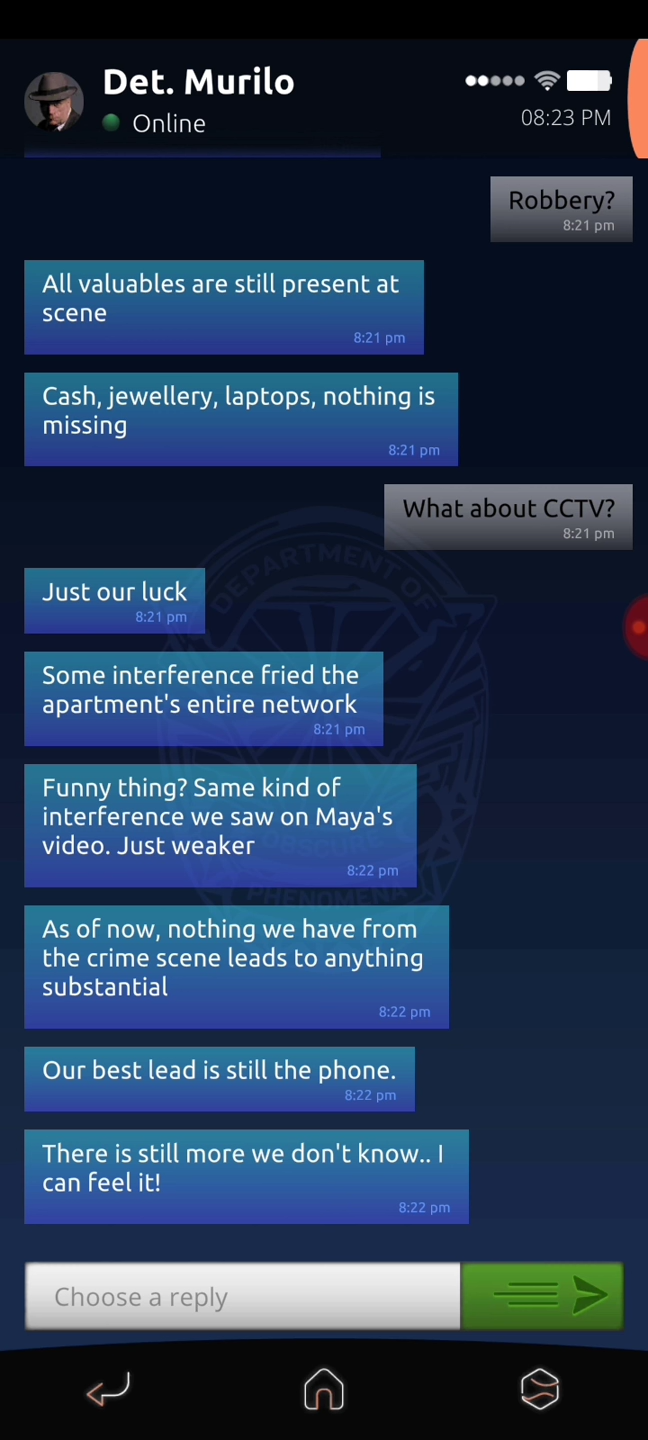 Det. Murilo
Online
08:23 PM
Robbery?
8:21 pm
All valuables are still present at
scene
8:21 pm
Cash, jewellery, laptops, nothing is
missing
8:21 pm
What about CCTV?
8:21 pm
Just our luck
8:21 pm
Some interference fried the
apartment's entire network
8:21 pm
Funny thing? Same kind of
interference we saw on Maya's
video. Just weaker
8:22 pm
As of now, nothing we have from
the crime scene leads to anything
substantial
8:22 pm
Our best lead is still the phone.
8:22 pm
There is still more we don't know.. I
can feel it!
8:22 pm
DEPARTMENT OF
OBSCURE
PHENOMENA
Choose a reply